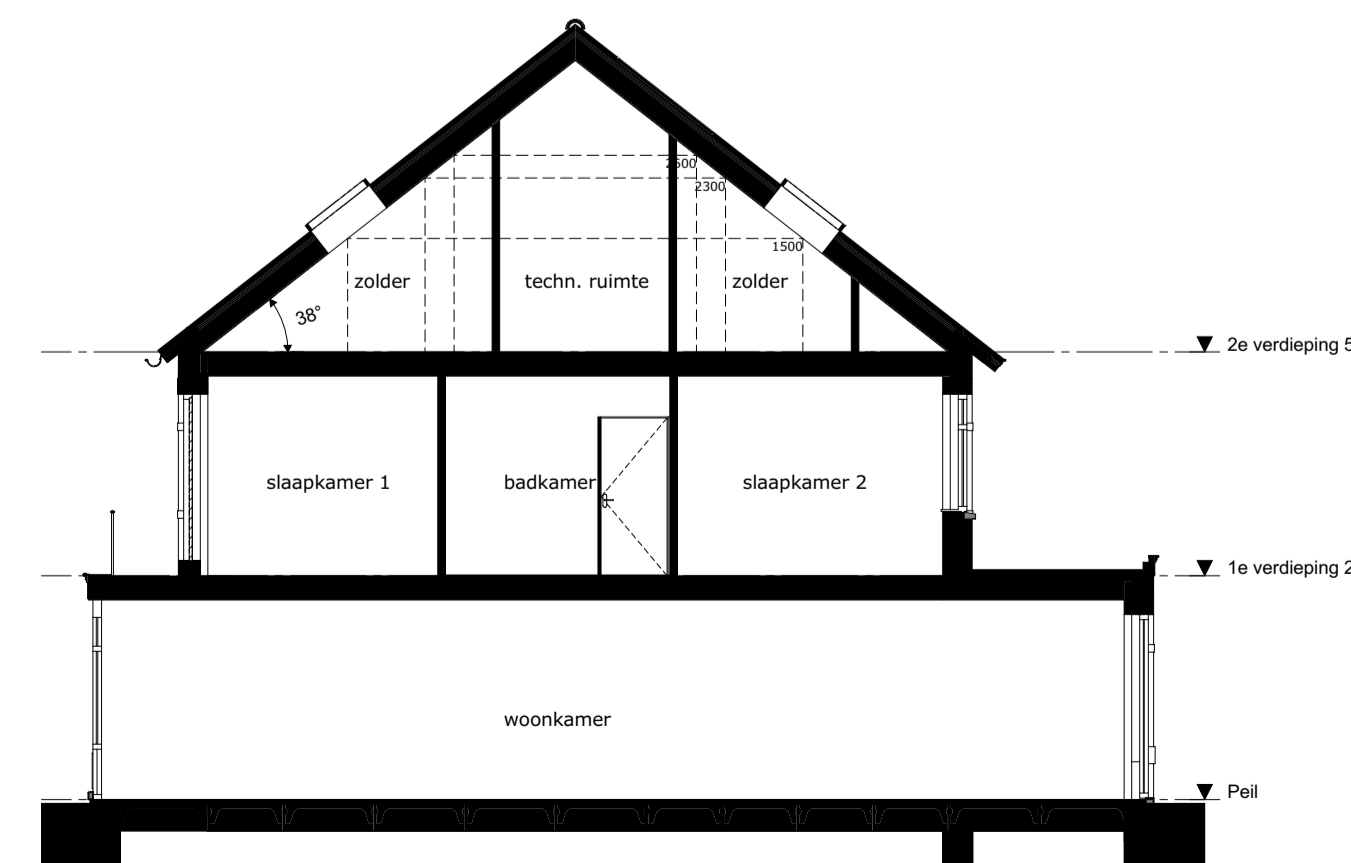 2600
2300
1500
zolder
techn. ruimte
zolder
38°
2e verdieping 5
slaapkamer 1
badkamer
slaapkamer 2
1e verdieping 2
woonkamer
Peil